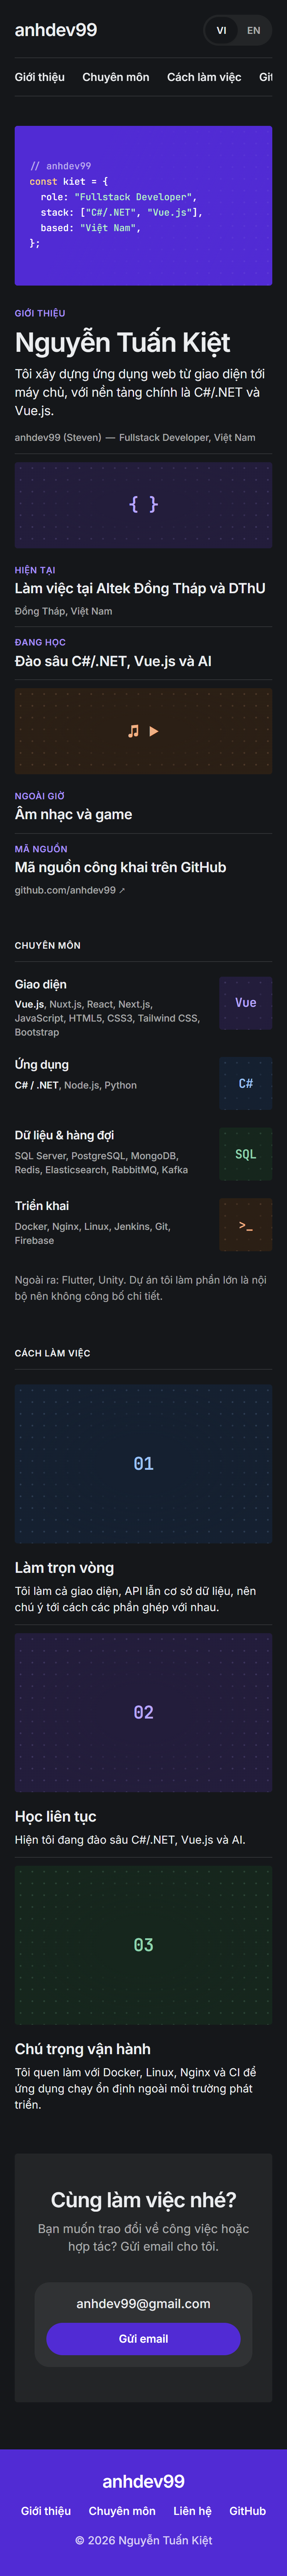 anhdev99
VI EN
Giới thiệu Chuyên môn Cách làm việc Git
// anhdev99
const kiet = {
role: "Fullstack Developer",
stack: ["C#/.NET", "Vue.js"],
based: "Việt Nam",
};
GIỚI THIỆU
Nguyễn Tuấn Kiệt
Tôi xây dựng ứng dụng web từ giao diện tới
máy chủ, với nền tảng chính là C#/.NET và
Vue.js.
anhdev99 (Steven) — Fullstack Developer, Việt Nam
{ }
HIỆN TẠI
Làm việc tại Altek Đồng Tháp và DThU
Đồng Tháp, Việt Nam
ĐANG HỌC
Đào sâu C#/.NET, Vue.js và AI
♫ ▶
NGOÀI GIỜ
Âm nhạc và game
MÃ NGUỒN
Mã nguồn công khai trên GitHub
github.com/anhdev99 ↗
CHUYÊN MÔN
Giao diện
Vue.js, Nuxt.js, React, Next.js,
JavaScript, HTML5, CSS3, Tailwind CSS,
Bootstrap
Vue
Ứng dụng
C# / .NET, Node.js, Python
C#
Dữ liệu & hàng đợi
SQL Server, PostgreSQL, MongoDB,
Redis, Elasticsearch, RabbitMQ, Kafka
SQL
Triển khai
Docker, Nginx, Linux, Jenkins, Git,
Firebase
>_
Ngoài ra: Flutter, Unity. Dự án tôi làm phần lớn là nội
bộ nên không công bố chi tiết.
CÁCH LÀM VIỆC
01
Làm trọn vòng
Tôi làm cả giao diện, API lẫn cơ sở dữ liệu, nên
chú ý tới cách các phần ghép với nhau.
02
Học liên tục
Hiện tôi đang đào sâu C#/.NET, Vue.js và AI.
03
Chú trọng vận hành
Tôi quen làm với Docker, Linux, Nginx và CI để
ứng dụng chạy ổn định ngoài môi trường phát
triển.
Cùng làm việc nhé?
Bạn muốn trao đổi về công việc hoặc
hợp tác? Gửi email cho tôi.
anhdev99@gmail.com
Gửi email
anhdev99
Giới thiệu Chuyên môn Liên hệ GitHub
© 2026 Nguyễn Tuấn Kiệt